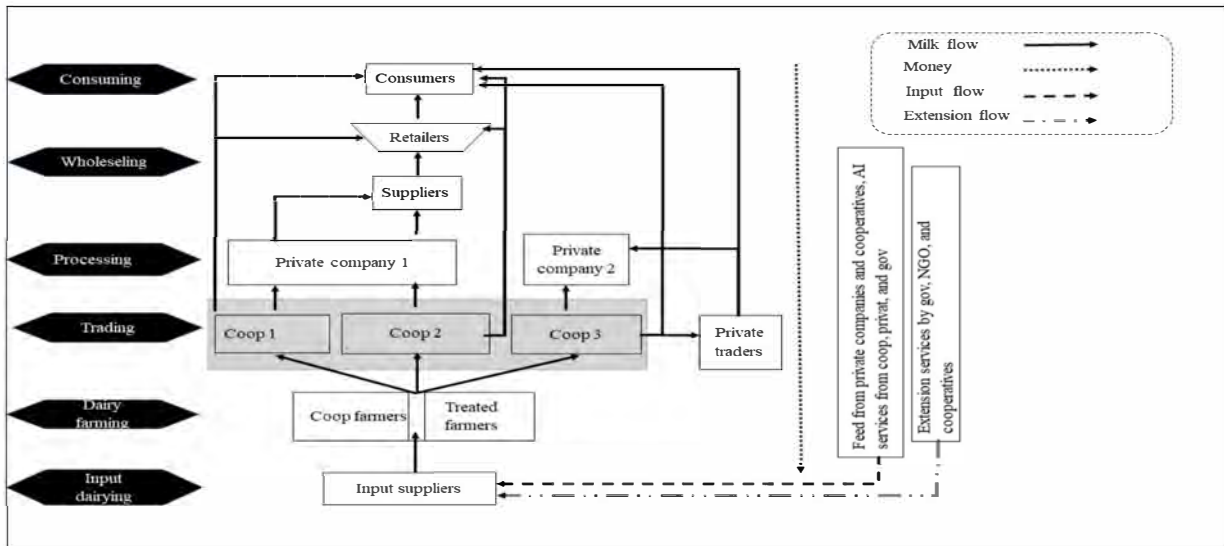 Milk flow
Money
Input flow
Extension flow
Consuming
Consumers
Retailers
Wholeseling
Suppliers
Processing
Private company 1
Private
company 2
Trading
Coop 1
Coop 2
Coop 3
Private
traders
Dairy
farming
Coop farmers
Treated
farmers
Input
dairying
Input suppliers
Feed from private companies and cooperatives, AI
services from coop, privat, and gov
Extension services by gov, NGO, and
cooperatives